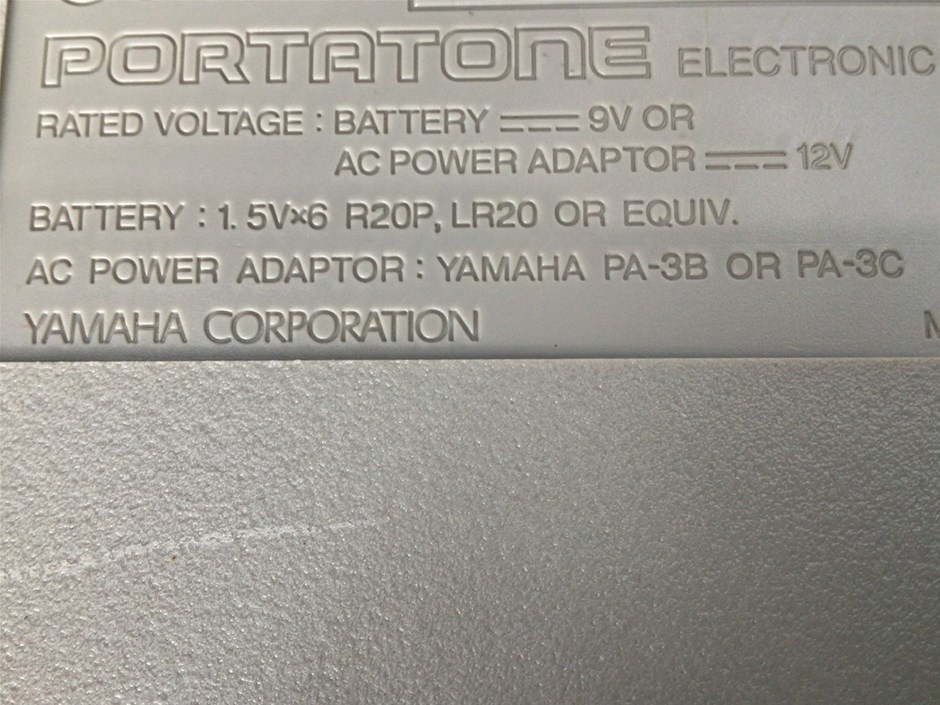 PORTATONE ELECTRONIC
RATED VOLTAGE : BATTERY ⎓ 9V OR
AC POWER ADAPTOR ⎓ 12V
BATTERY : 1. 5V×6 R20P, LR20 OR EQUIV.
AC POWER ADAPTOR : YAMAHA PA-3B OR PA-3C
YAMAHA CORPORATION